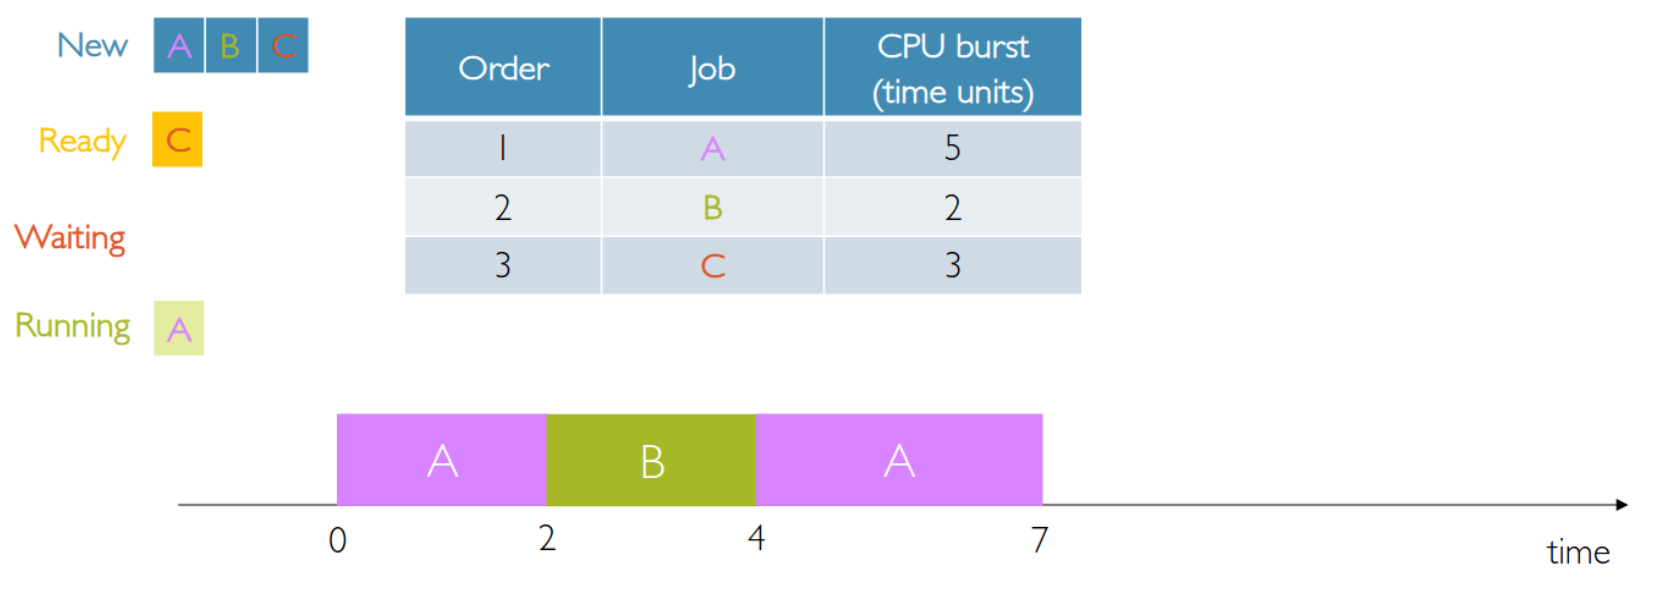 New A B C
Ready C
Waiting
Running A
Order Job CPU burst (time units)
1 A 5
2 B 2
3 C 3
A B A
0 2 4 7
time